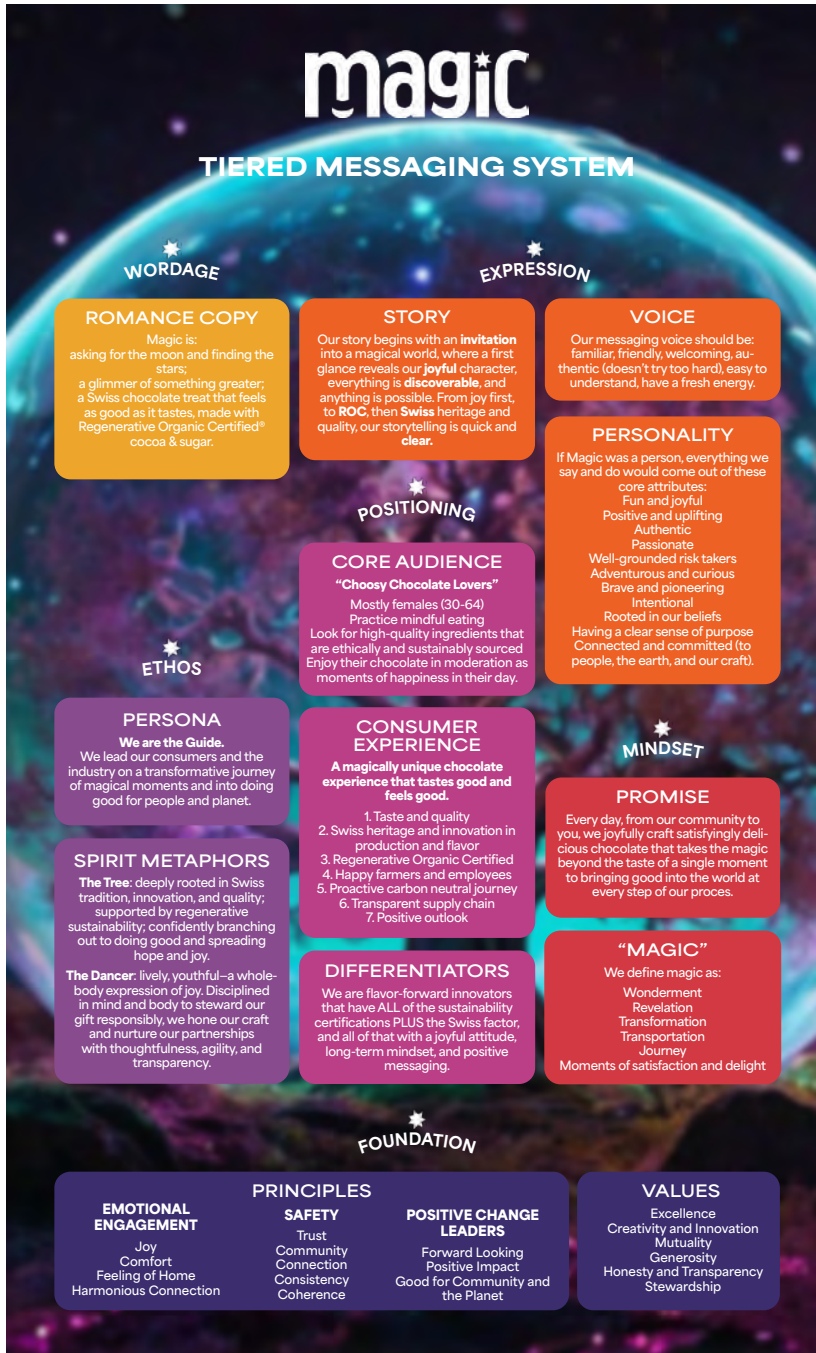 magic
TIERED MESSAGING SYSTEM
WORDAGE
ROMANCE COPY
Magic is:
asking for the moon and finding the
stars;
a glimmer of something greater;
a Swiss chocolate treat that feels
as good as it tastes, made with
Regenerative Organic Certified®
cocoa & sugar.
EXPRESSION
STORY
Our story begins with an invitation
into a magical world, where a first
glance reveals our joyful character,
everything is discoverable, and
anything is possible. From joy first,
to ROC, then Swiss heritage and
quality, our storytelling is quick and
clear.
VOICE
Our messaging voice should be:
familiar, friendly, welcoming, au-
thentic (doesn't try too hard), easy to
understand, have a fresh energy.
PERSONALITY
If Magic was a person, everything we
say and do would come out of these
core attributes:
Fun and joyful
Positive and uplifting
Authentic
Passionate
Well-grounded risk takers
Adventurous and curious
Brave and pioneering
Intentional
Rooted in our beliefs
Having a clear sense of purpose
Connected and committed (to
people, the earth, and our craft).
POSITIONING
CORE AUDIENCE
“Choosy Chocolate Lovers”
Mostly females (30-64)
Practice mindful eating
Look for high-quality ingredients that
are ethically and sustainably sourced
Enjoy their chocolate in moderation as
moments of happiness in their day.
CONSUMER
EXPERIENCE
A magically unique chocolate
experience that tastes good and
feels good.
1. Taste and quality
2. Swiss heritage and innovation in
production and flavor
3. Regenerative Organic Certified
4. Happy farmers and employees
5. Proactive carbon neutral journey
6. Transparent supply chain
7. Positive outlook
DIFFERENTIATORS
We are flavor-forward innovators
that have ALL of the sustainability
certifications PLUS the Swiss factor,
and all of that with a joyful attitude,
long-term mindset, and positive
messaging.
ETHOS
PERSONA
We are the Guide.
We lead our consumers and the
industry on a transformative journey
of magical moments and into doing
good for people and planet.
SPIRIT METAPHORS
The Tree: deeply rooted in Swiss
tradition, innovation, and quality;
supported by regenerative
sustainability; confidently branching
out to doing good and spreading
hope and joy.
The Dancer: lively, youthful—a whole-
body expression of joy. Disciplined
in mind and body to steward our
gift responsibly, we hone our craft
and nurture our partnerships
with thoughtfulness, agility, and
transparency.
MINDSET
PROMISE
Every day, from our community to
you, we joyfully craft satisfyingly deli-
cious chocolate that takes the magic
beyond the taste of a single moment
to bringing good into the world at
every step of our proces.
“MAGIC”
We define magic as:
Wonderment
Revelation
Transformation
Transportation
Journey
Moments of satisfaction and delight
FOUNDATION
PRINCIPLES
EMOTIONAL
ENGAGEMENT
Joy
Comfort
Feeling of Home
Harmonious Connection
SAFETY
Trust
Community
Connection
Consistency
Coherence
POSITIVE CHANGE
LEADERS
Forward Looking
Positive Impact
Good for Community and
the Planet
VALUES
Excellence
Creativity and Innovation
Mutuality
Generosity
Honesty and Transparency
Stewardship